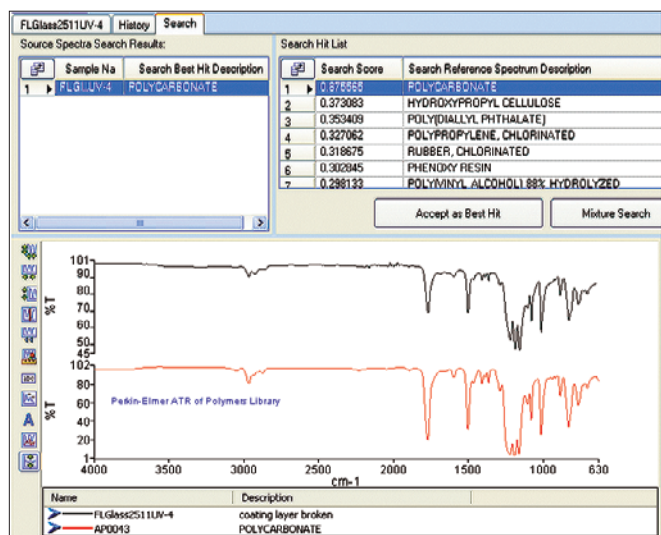 FLGlass2511UV-4 History Search
Source Spectra Search Results:
Sample Na Search Best Hit Description
1 FLGl..UV-4 POLYCARBONATE
Search Hit List
Search Score Search Reference Spectrum Description
1 0.875565 POLYCARBONATE
2 0.373083 HYDROXYPROPYL CELLULOSE
3 0.353409 POLY(DIALLYL PHTHALATE)
4 0.327062 POLYPROPYLENE, CHLORINATED
5 0.318675 RUBBER, CHLORINATED
6 0.302845 PHENOXY RESIN
7 0.298133 POLY(VINYL ALCOHOL) 88% HYDROLYZED
Accept as Best Hit Mixture Search
101
90
80
70
60
50
45
%T
102
80
60
40
20
1
%T
Perkin-Elmer ATR of Polymers Library
A
4000 3500 3000 2500 2000 1500 1000 630
cm-1
Name Description
FLGlass2511UV-4 coating layer broken
AP0043 POLYCARBONATE